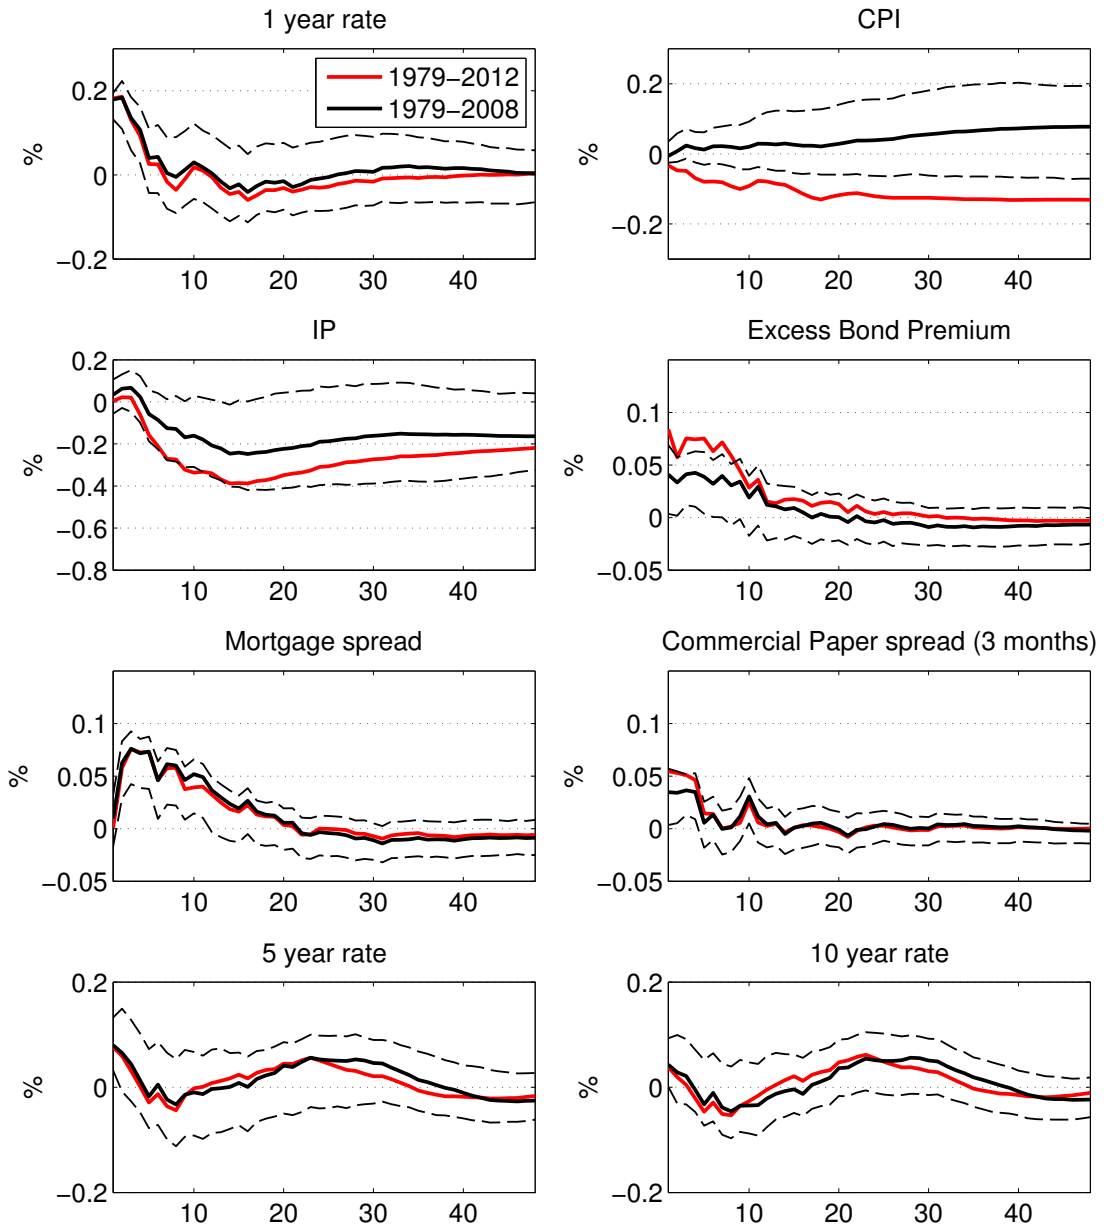 1 year rate
CPI
1979−2012
1979−2008
%
0.2
0
−0.2
10 20 30 40
%
0.2
0
−0.2
10 20 30 40
IP
Excess Bond Premium
%
0.2
0
−0.2
−0.4
−0.6
−0.8
10 20 30 40
%
0.1
0.05
0
−0.05
10 20 30 40
Mortgage spread
Commercial Paper spread (3 months)
%
0.1
0.05
0
−0.05
10 20 30 40
%
0.1
0.05
0
−0.05
10 20 30 40
5 year rate
10 year rate
%
0.2
0
−0.2
10 20 30 40
%
0.2
0
−0.2
10 20 30 40